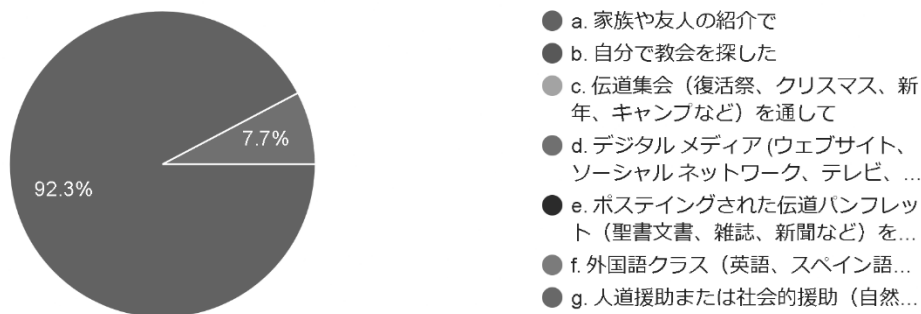 92.3%
7.7%
a. 家族や友人の紹介で
b. 自分で教会を探した
c. 伝道集会（復活祭、クリスマス、新
年、キャンプなど）を通して
d. デジタル メディア (ウェブサイト、
ソーシャル ネットワーク、テレビ、...
e. ポステイングされた伝道パンフレッ
ト（聖書文書、雑誌、新聞など）を...
f. 外国語クラス（英語、スペイン語...
g. 人道援助または社会的援助（自然...